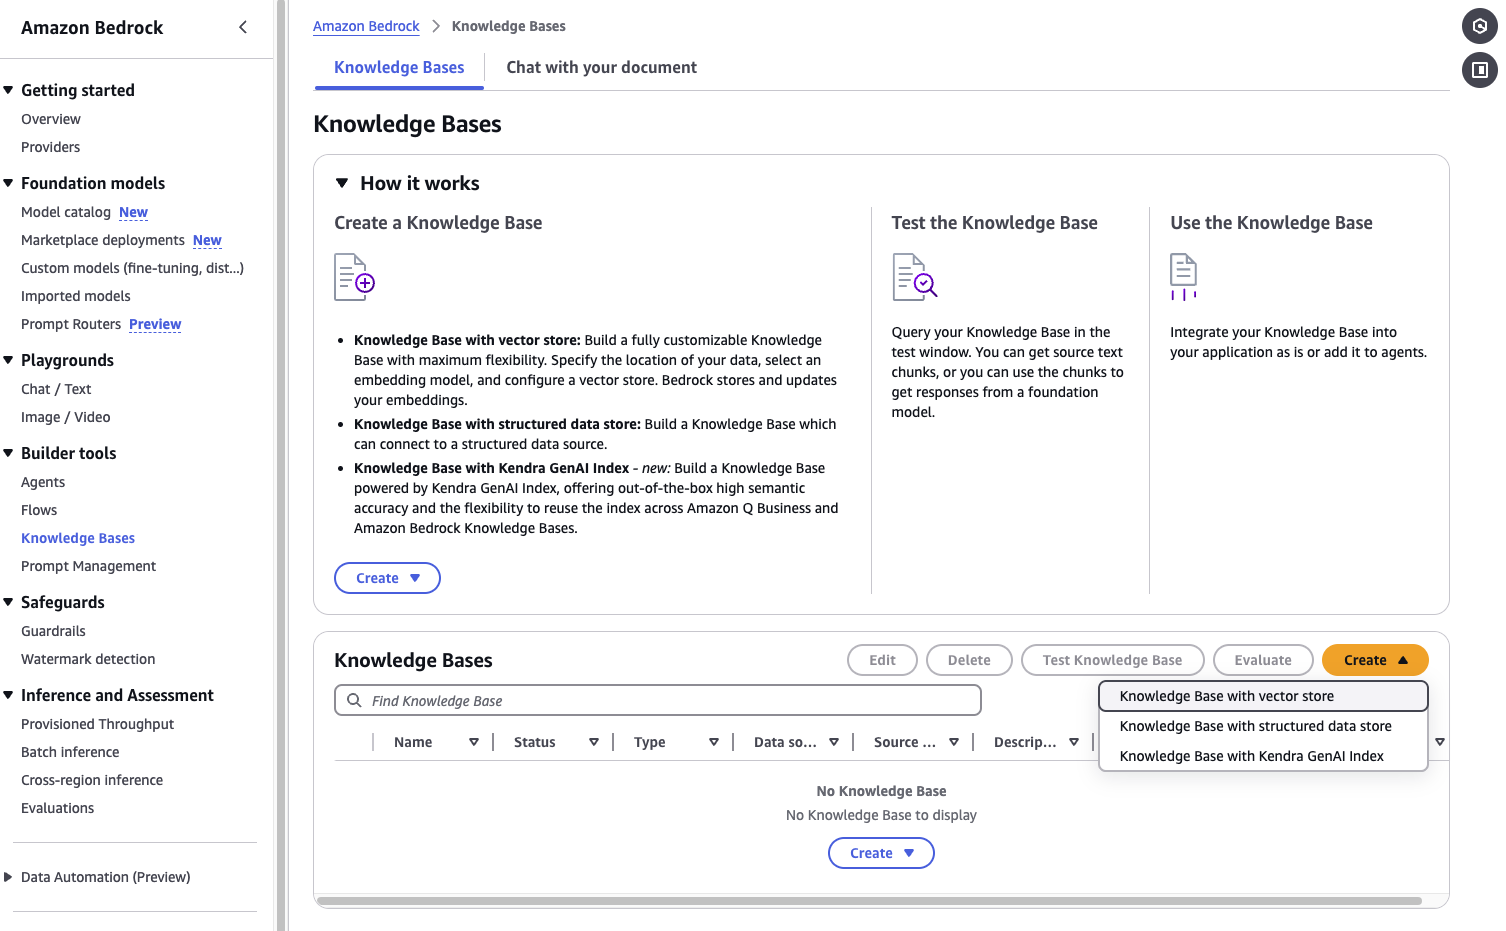 Amazon Bedrock
Getting started
Overview
Providers
Foundation models
Model catalog New
Marketplace deployments New
Custom models (fine-tuning, dist...)
Imported models
Prompt Routers Preview
Playgrounds
Chat / Text
Image / Video
Builder tools
Agents
Flows
Knowledge Bases
Prompt Management
Safeguards
Guardrails
Watermark detection
Inference and Assessment
Provisioned Throughput
Batch inference
Cross-region inference
Evaluations
Data Automation (Preview)
Amazon Bedrock > Knowledge Bases
Knowledge Bases
Chat with your document
Knowledge Bases
How it works
Create a Knowledge Base
• Knowledge Base with vector store: Build a fully customizable Knowledge
Base with maximum flexibility. Specify the location of your data, select an
embedding model, and configure a vector store. Bedrock stores and updates
your embeddings.
• Knowledge Base with structured data store: Build a Knowledge Base which
can connect to a structured data source.
• Knowledge Base with Kendra GenAI Index - new: Build a Knowledge Base
powered by Kendra GenAI Index, offering out-of-the-box high semantic
accuracy and the flexibility to reuse the index across Amazon Q Business and
Amazon Bedrock Knowledge Bases.
Create
Test the Knowledge Base
Query your Knowledge Base in the
test window. You can get source text
chunks, or you can use the chunks to
get responses from a foundation
model.
Use the Knowledge Base
Integrate your Knowledge Base into
your application as is or add it to agents.
Knowledge Bases
Edit
Delete
Test Knowledge Base
Evaluate
Create
Find Knowledge Base
Knowledge Base with vector store
Knowledge Base with structured data store
Knowledge Base with Kendra GenAI Index
Name
Status
Type
Data so...
Source ...
Descrip...
No Knowledge Base
No Knowledge Base to display
Create